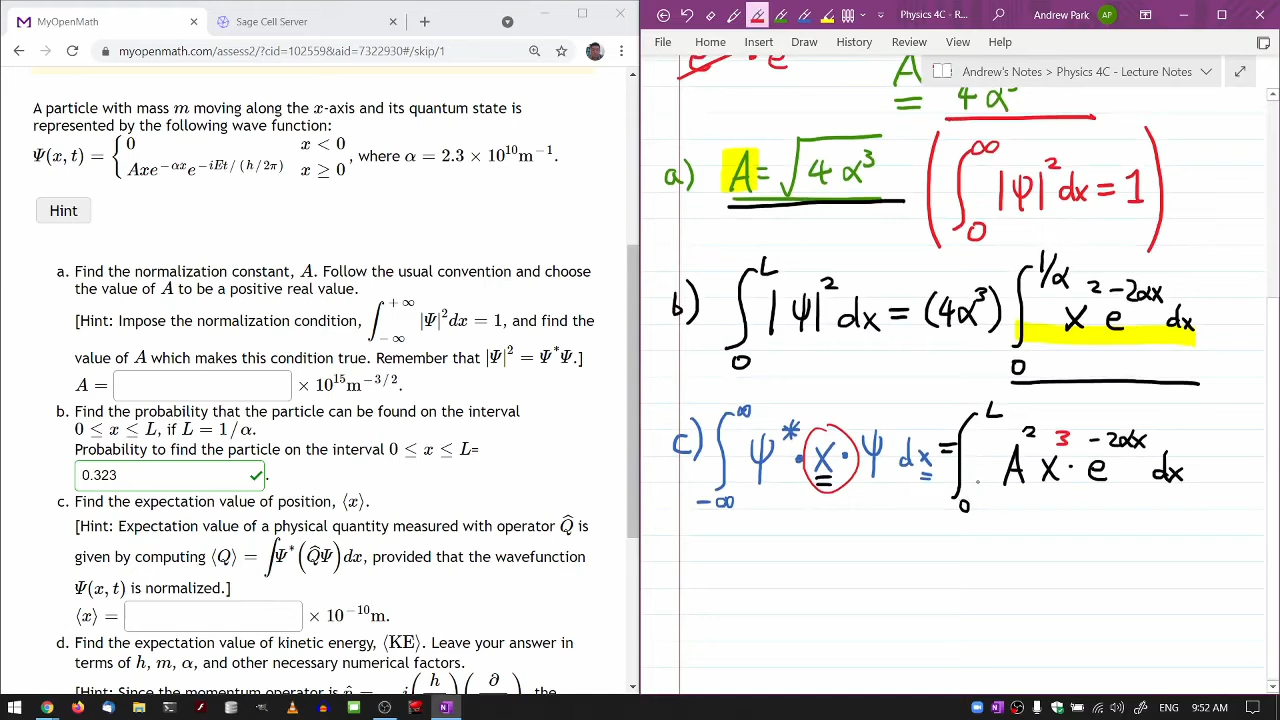 MyOpenMath
Sage Cell Server
myopenmath.com/assess2/?cid=102559&aid=7322930#/skip/1
A particle with mass m moving along the x-axis and its quantum state is
represented by the following wave function:
Ψ(x, t) = { 0 x < 0
Axe^{−αx}e^{−iEt/(h/2π)} x ≥ 0 , where α = 2.3 × 10^{10}m^{−1}.
Hint
a. Find the normalization constant, A. Follow the usual convention and choose
the value of A to be a positive real value.
[Hint: Impose the normalization condition, ∫_{−∞}^{+∞} |Ψ|²dx = 1, and find the
value of A which makes this condition true. Remember that |Ψ|² = Ψ*Ψ.]
A = × 10^{15}m^{−3/2}.
b. Find the probability that the particle can be found on the interval
0 ≤ x ≤ L, if L = 1/α.
Probability to find the particle on the interval 0 ≤ x ≤ L=
0.323 .
c. Find the expectation value of position, ⟨x⟩.
[Hint: Expectation value of a physical quantity measured with operator Q̂ is
given by computing ⟨Q⟩ = ∫Ψ*(Q̂Ψ)dx, provided that the wavefunction
Ψ(x, t) is normalized.]
⟨x⟩ = × 10^{−10}m.
d. Find the expectation value of kinetic energy, ⟨KE⟩. Leave your answer in
terms of h, m, α, and other necessary numerical factors.
Physics 4C - L... Andrew Park AP
File Home Insert Draw History Review View Help
Andrew's Notes > Physics 4C - Lecture Notes
A
= 4α
a) A = √4α³ (∫_0^∞ |ψ|² dx = 1)
b) ∫_0^L |ψ|² dx = (4α³) ∫_0^{1/α} x² e^{−2αx} dx
c) ∫_{−∞}^∞ ψ* · x · ψ dx = ∫_0^L A² x³ · e^{−2αx} dx
ENG 9:52 AM